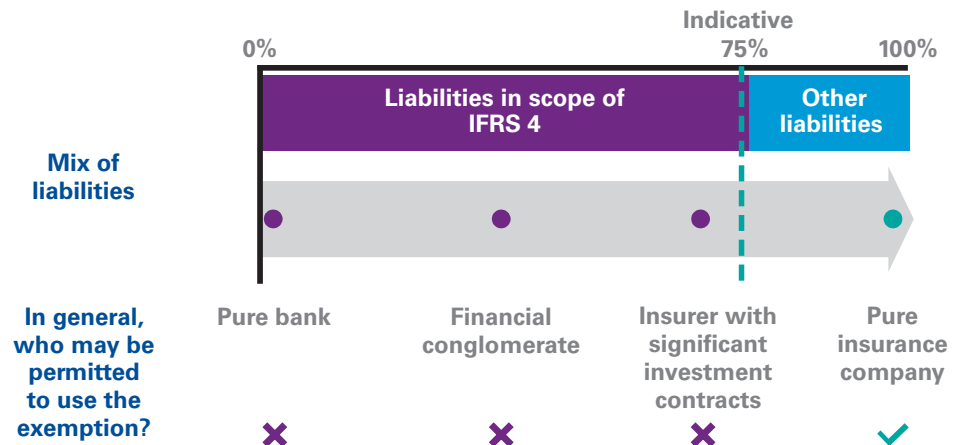 Indicative
0%
75%
100%
Liabilities in scope of
IFRS 4
Other
liabilities
Mix of
liabilities
In general,
who may be
permitted
to use the
exemption?
Pure bank
Financial
conglomerate
Insurer with
significant
investment
contracts
Pure
insurance
company